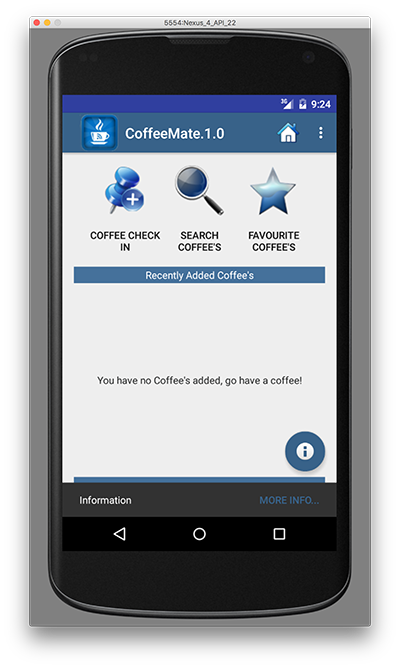 5554:Nexus_4_API_22
3G 9:24
CoffeeMate.1.0
COFFEE CHECK
IN
SEARCH
COFFEE'S
FAVOURITE
COFFEE'S
Recently Added Coffee's
You have no Coffee's added, go have a coffee!
Information
MORE INFO...